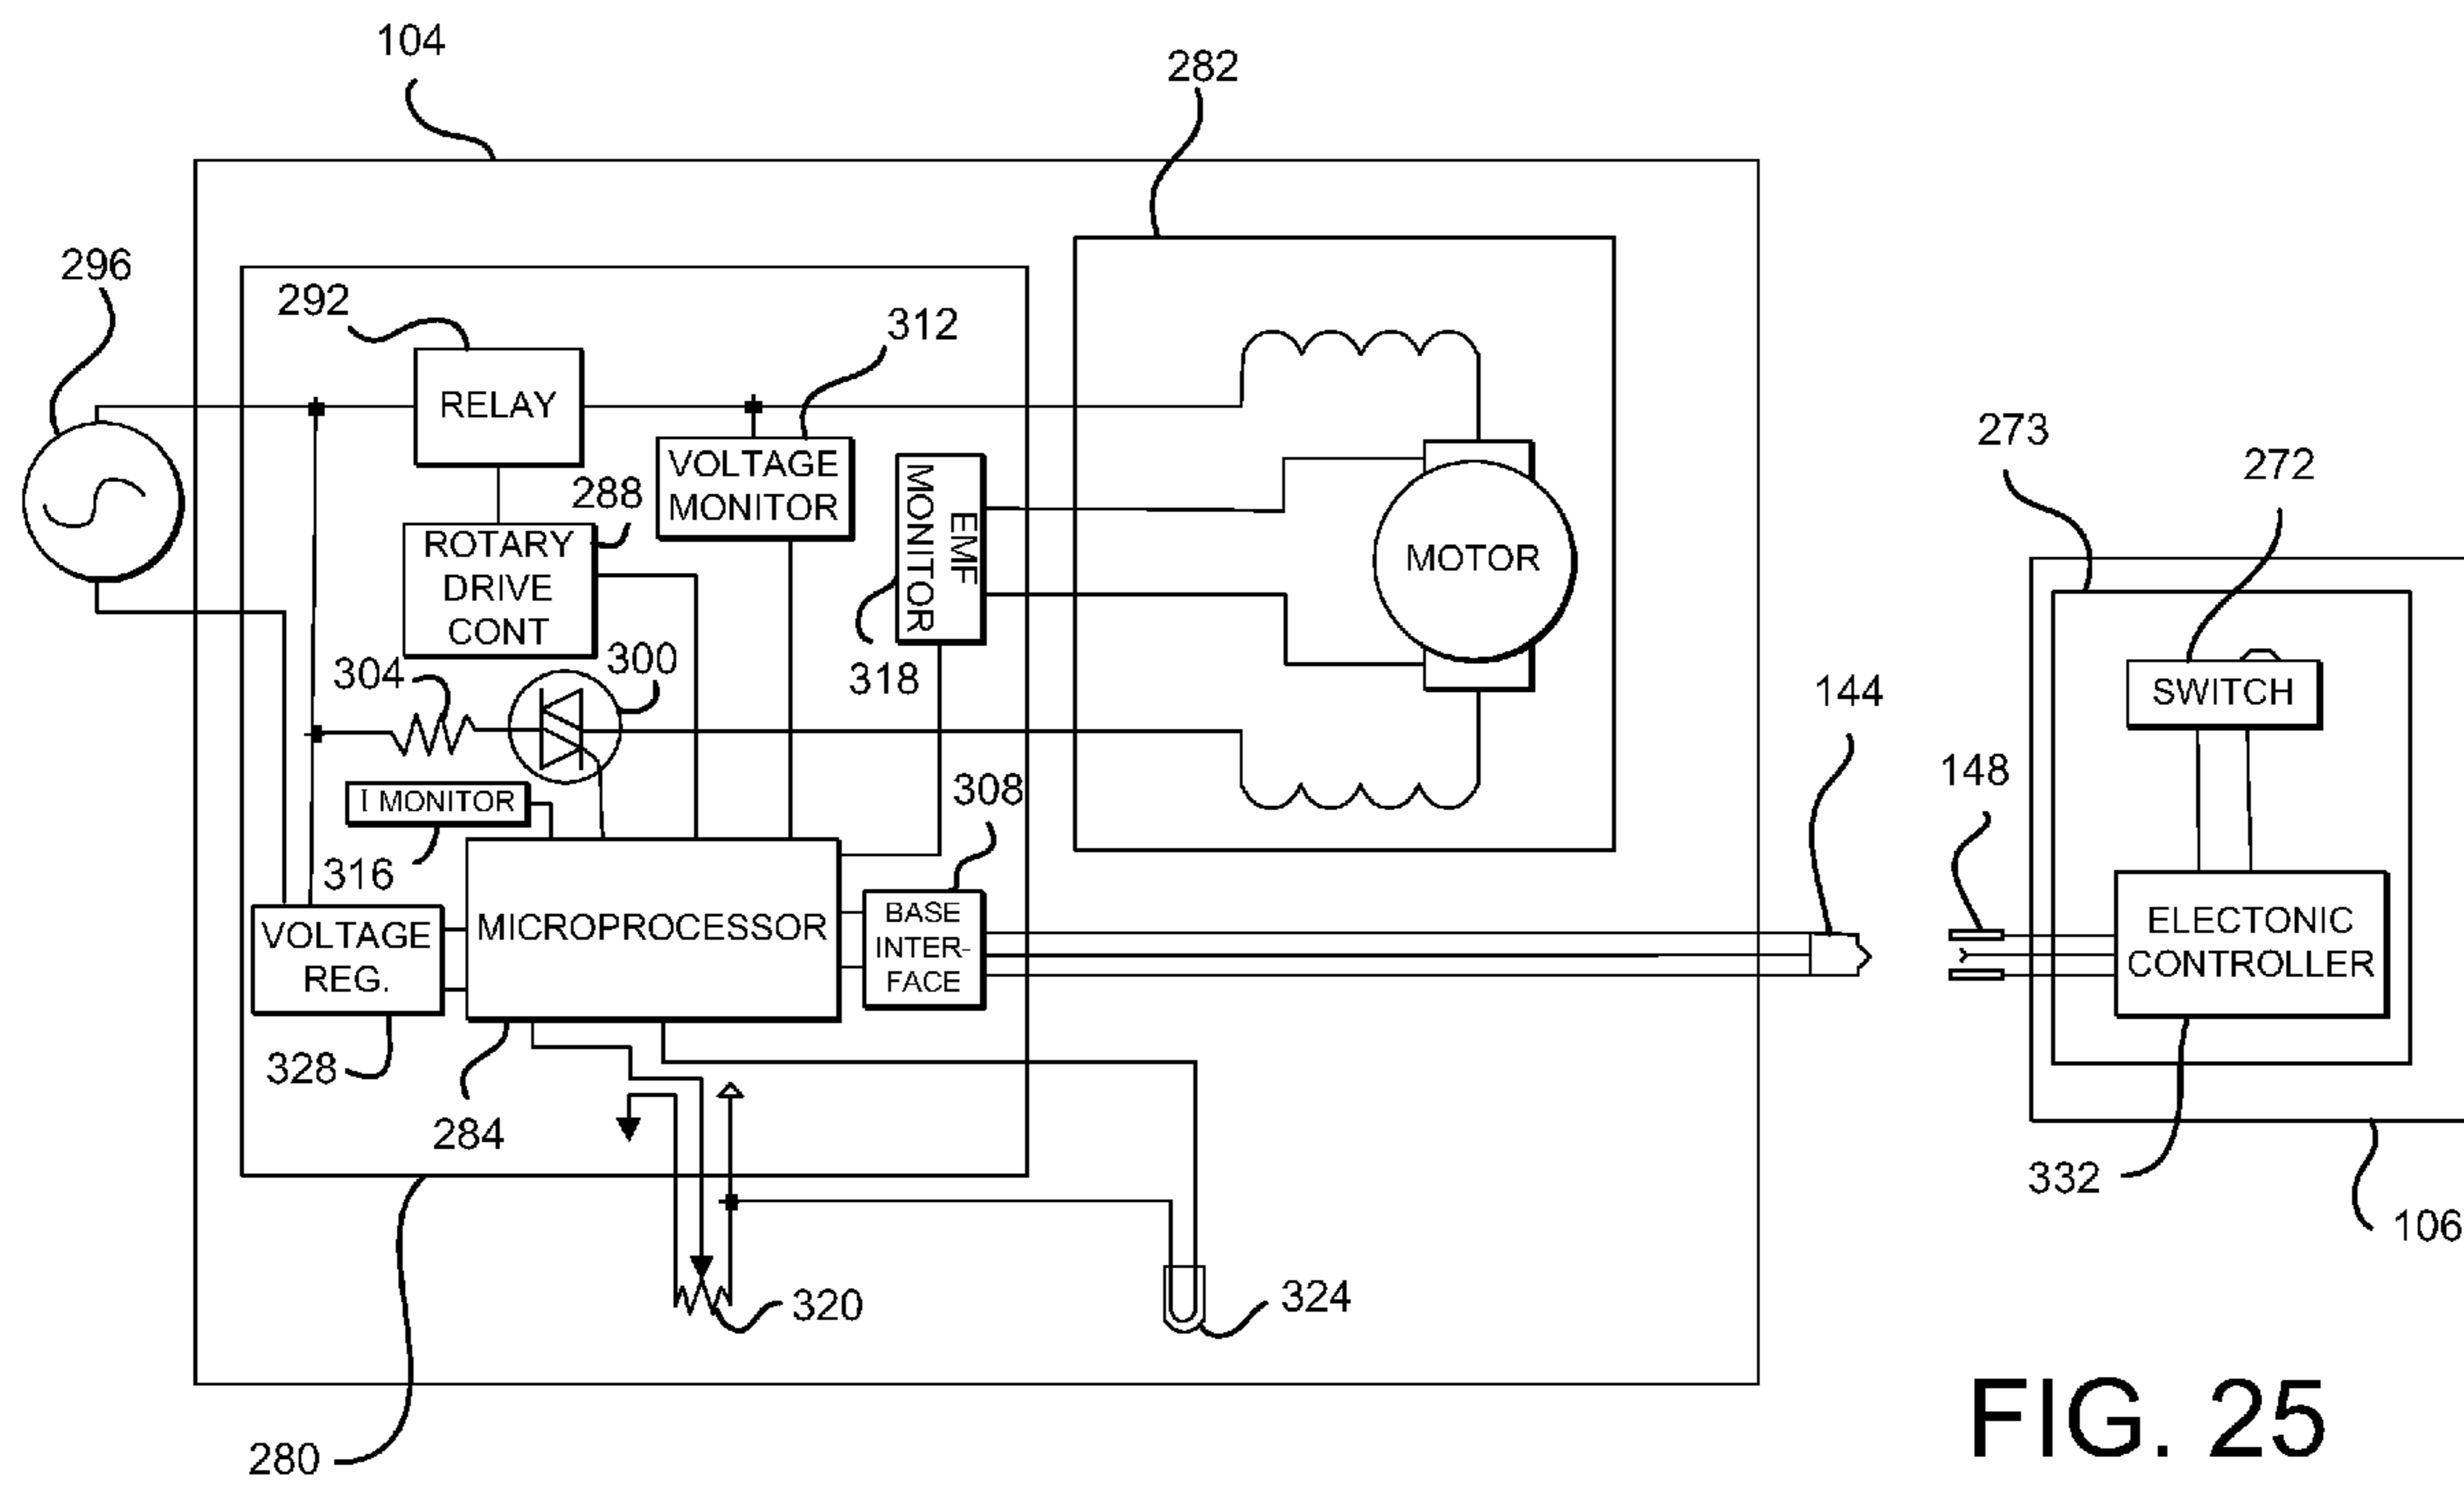 104
282
296
292
312
RELAY
VOLTAGE
MONITOR
288
ROTARY
DRIVE
CONT
EMF
MONITOR
318
MOTOR
304
300
I MONITOR
316
308
MICROPROCESSOR
BASE
INTER-
FACE
VOLTAGE
REG.
328
284
280
320
324
144
148
273
272
SWITCH
ELECTONIC
CONTROLLER
332
106
FIG. 25